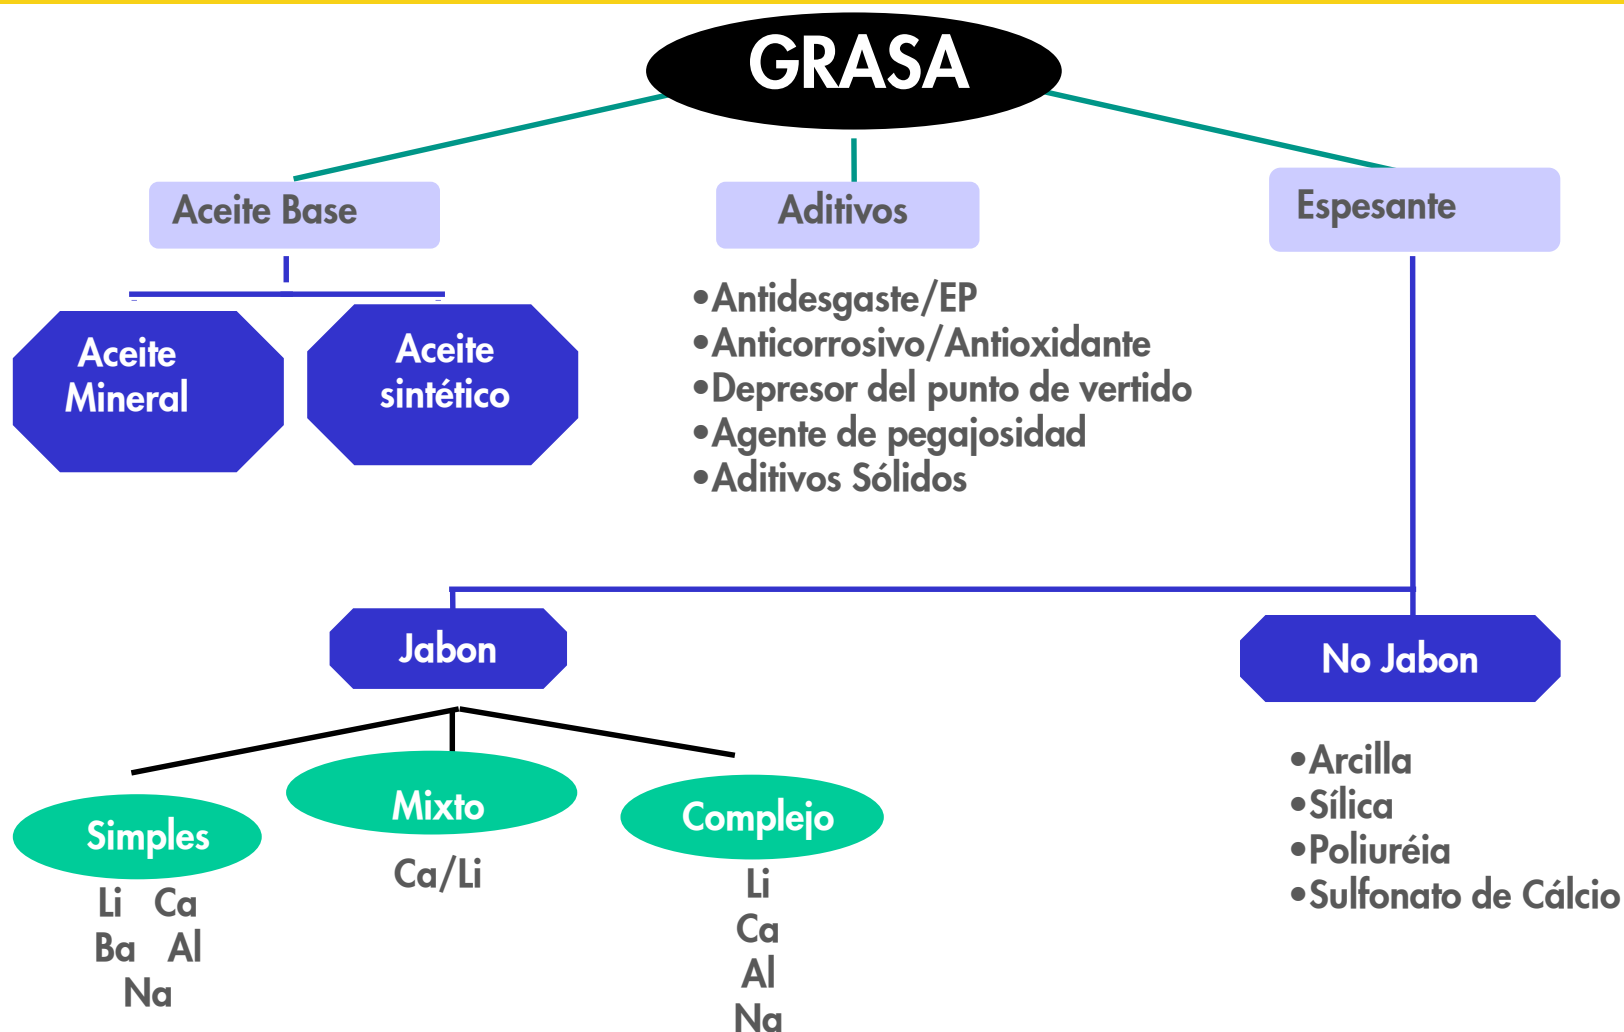 GRASA
Aceite Base
Aditivos
Espesante
Aceite
Mineral
Aceite
sintético
•Antidesgaste/EP
•Anticorrosivo/Antioxidante
•Depresor del punto de vertido
•Agente de pegajosidad
•Aditivos Sólidos
Jabon
No Jabon
Simples
Li Ca
Ba Al
Na
Mixto
Ca/Li
Complejo
Li
Ca
Al
Na
•Arcilla
•Sílica
•Poliuréia
•Sulfonato de Cálcio